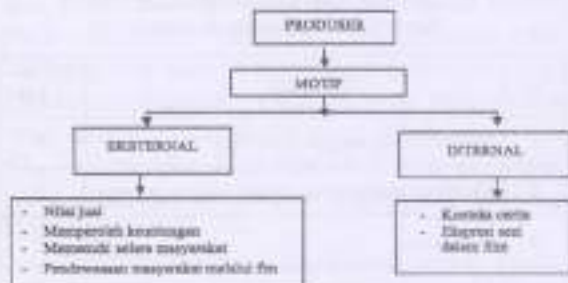 PRODUSER
MOTIF
EKSTERNAL
INTERNAL
- Nilai jual
- Memperoleh keuntungan
- Memenuhi selera masyarakat
- Pendewasaan masyarakat melalui film
- Konteks cerita
- Ekspresi seni
dalam film